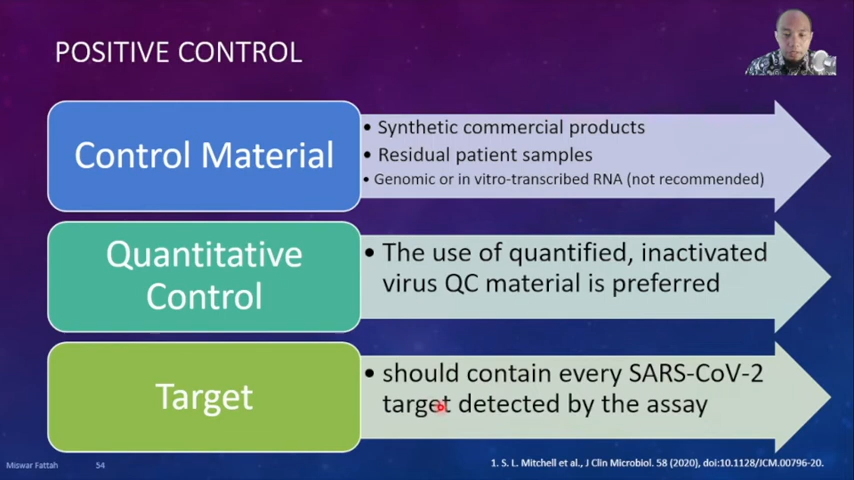 POSITIVE CONTROL
Control Material
• Synthetic commercial products
• Residual patient samples
• Genomic or in vitro-transcribed RNA (not recommended)
Quantitative
Control
• The use of quantified, inactivated
virus QC material is preferred
Target
• should contain every SARS-CoV-2
target detected by the assay
Miswar Fattah
54
1. S. L. Mitchell et al., J Clin Microbiol. 58 (2020), doi:10.1128/JCM.00796-20.